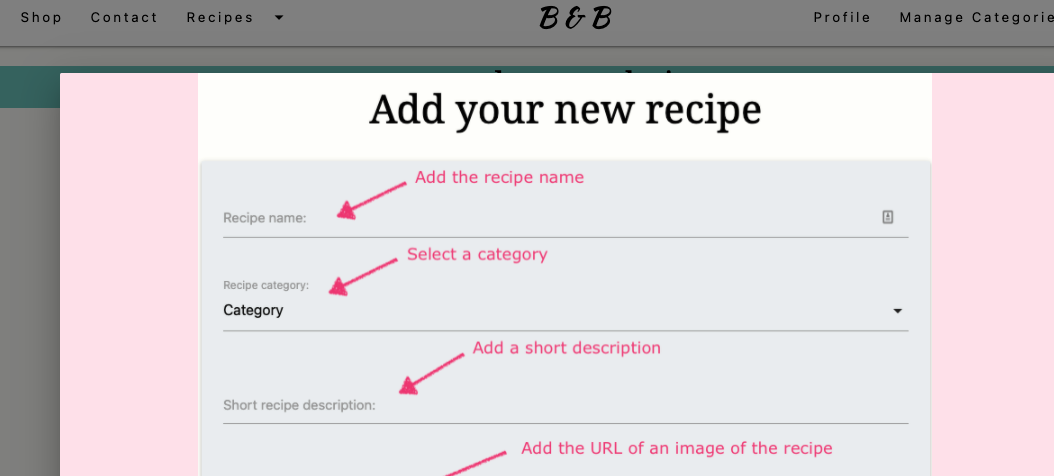 Shop Contact Recipes B & B Profile Manage Categorie
Add your new recipe
Add the recipe name
Recipe name:
Select a category
Recipe category:
Category
Add a short description
Short recipe description:
Add the URL of an image of the recipe